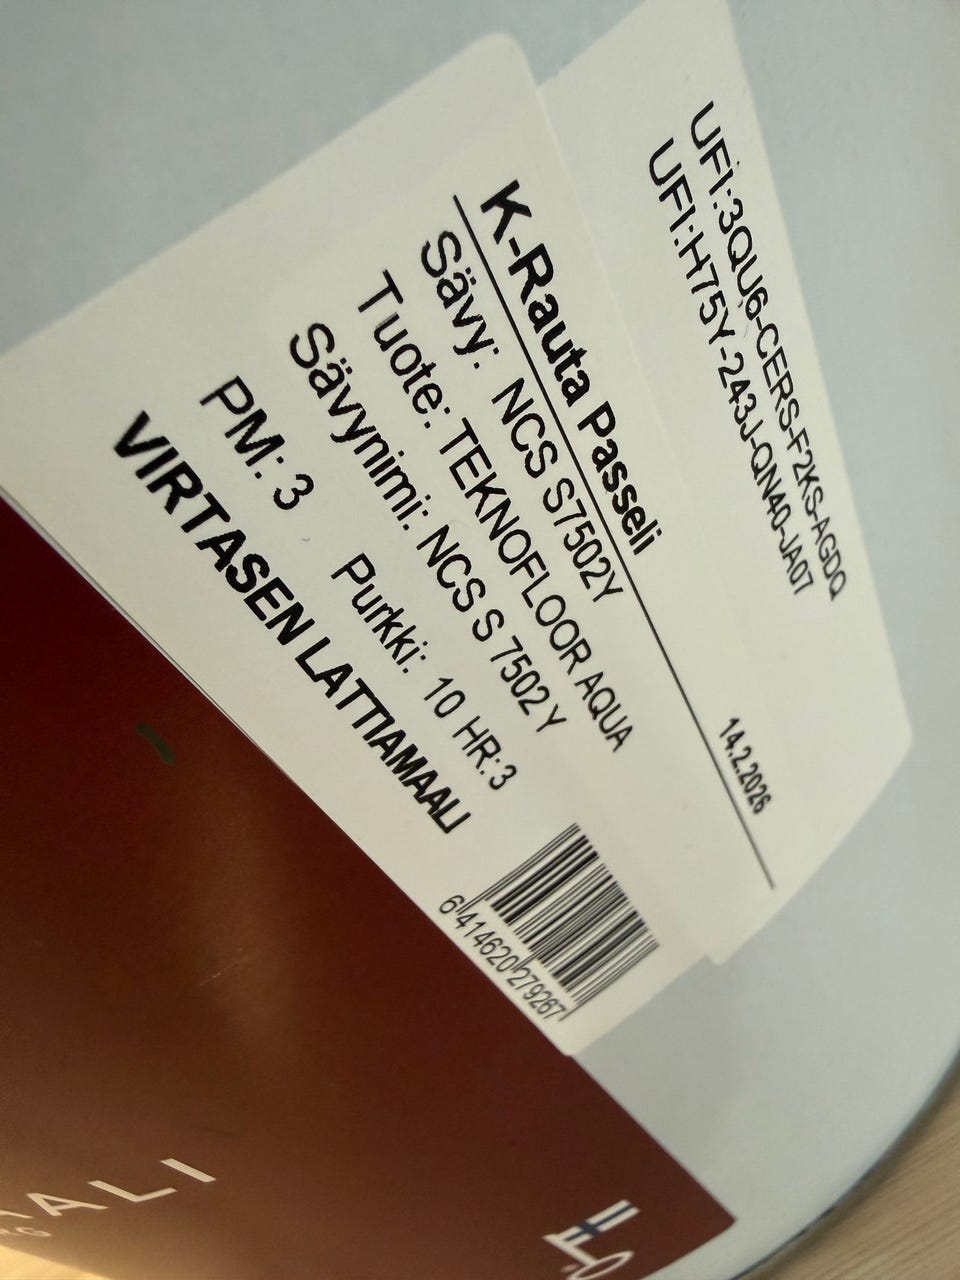 UFI:3QU6-CERS-F2KS-AGDQ
UFI:H75Y-243J-QN40-JA07
14.2.2026
K-Rauta Passeli
Sävy: NCS S7502Y
Tuote: TEKNOFLOOR AQUA
Sävynimi: NCS S 7502 Y
PM: 3 Purkki: 10 HR:3
VIRTASEN LATTIAMAALI
6414620279267
ALI